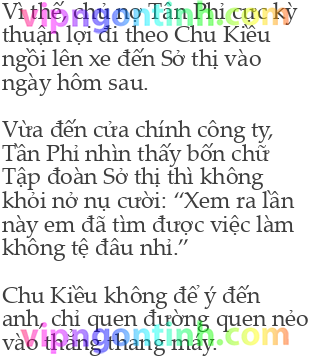 Vì thế, chủ nợ Tần Phi cực kỳ
thuận lợi đi theo Chu Kiều
ngồi lên xe đến Sở thị vào
ngày hôm sau.
Vừa đến cửa chính công ty,
Tần Phi nhìn thấy bốn chữ
Tập đoàn Sở thị thì không
khỏi nở nụ cười: “Xem ra lần
này em đã tìm được việc làm
không tệ đâu nhỉ.”
Chu Kiều không để ý đến
anh, chỉ quen đường quen nẻo
vào thẳng thang máy.
vipngontinh.com
vipngontinh.com
vipngontinh.com